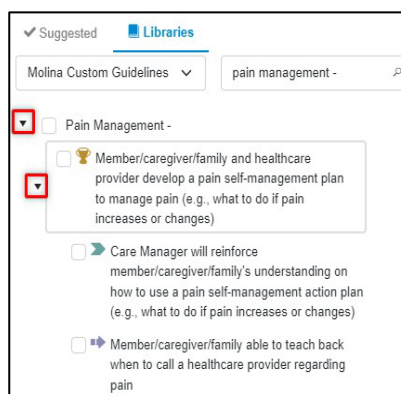 Suggested
Libraries
Molina Custom Guidelines
pain management -
Pain Management -
Member/caregiver/family and healthcare
provider develop a pain self-management plan
to manage pain (e.g., what to do if pain
increases or changes)
Care Manager will reinforce
member/caregiver/family's understanding on
how to use a pain self-management action plan
(e.g., what to do if pain increases or changes)
Member/caregiver/family able to teach back
when to call a healthcare provider regarding
pain